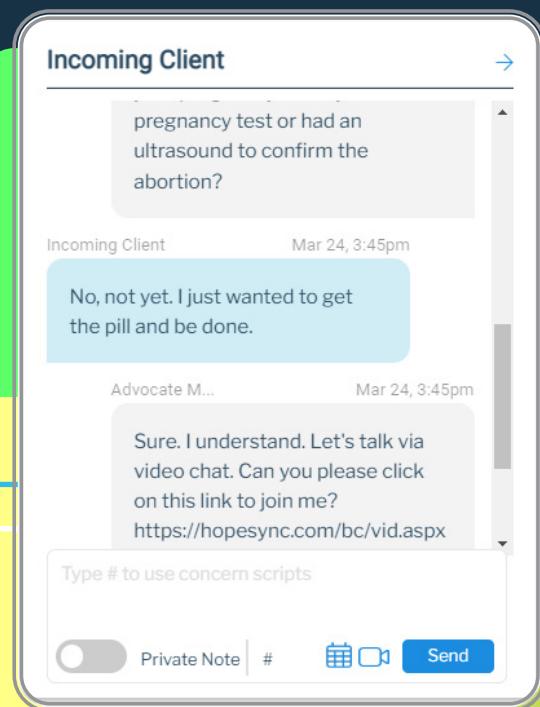 Incoming Client
pregnancy test or had an
ultrasound to confirm the
abortion?
Incoming Client Mar 24, 3:45pm
No, not yet. I just wanted to get
the pill and be done.
Advocate M... Mar 24, 3:45pm
Sure. I understand. Let's talk via
video chat. Can you please click
on this link to join me?
https://hopesync.com/bc/vid.aspx
Type # to use concern scripts
Private Note # Send